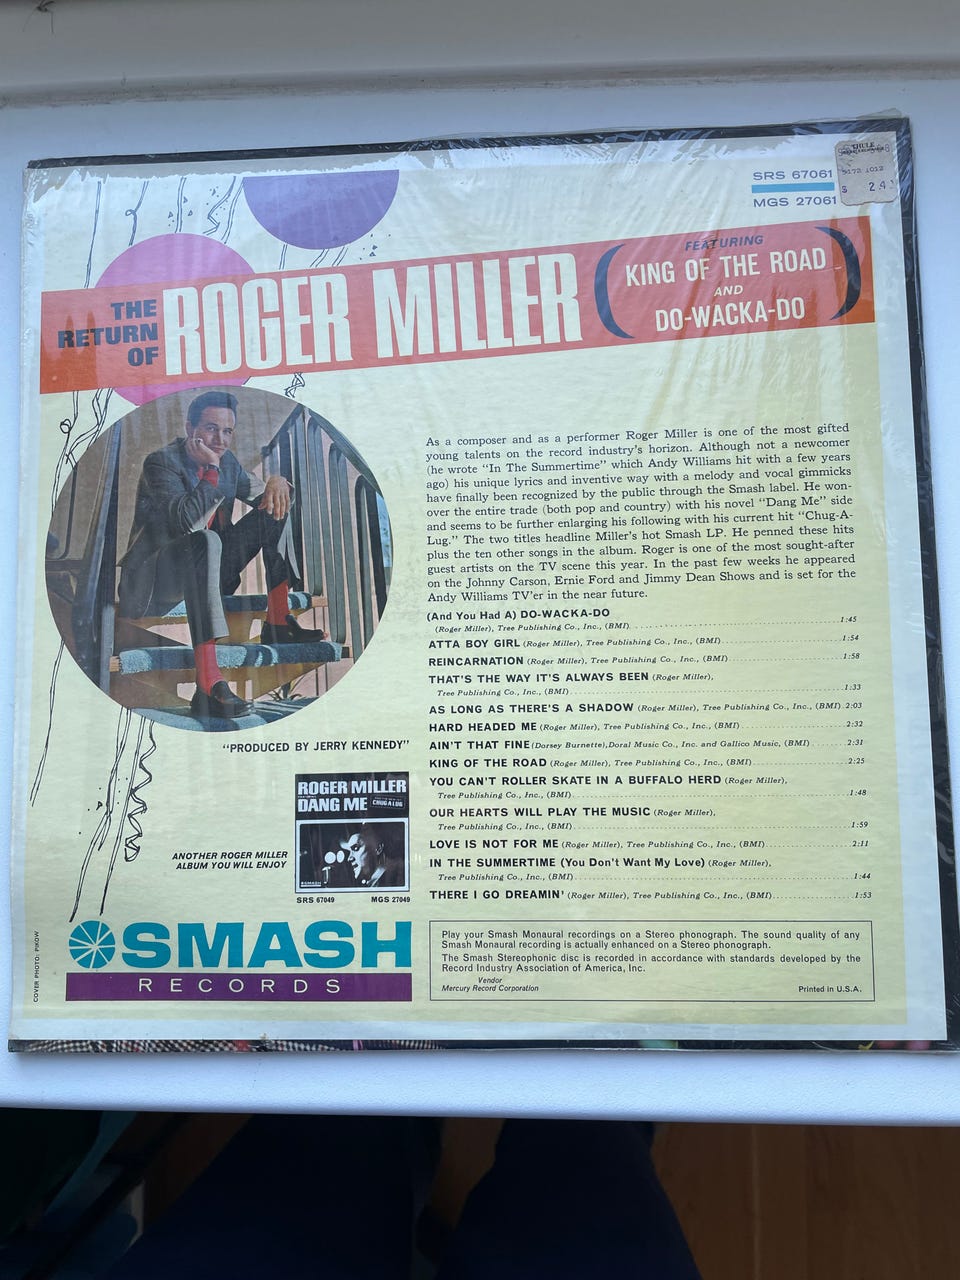 SRS 67061
MGS 27061
THULE
5172 1012
$ 24
THE
RETURN
OF
ROGER MILLER
FEATURING
KING OF THE ROAD
AND
DO-WACKA-DO
As a composer and as a performer Roger Miller is one of the most gifted
young talents on the record industry's horizon. Although not a newcomer
(he wrote "In The Summertime" which Andy Williams hit with a few years
ago) his unique lyrics and inventive way with a melody and vocal gimmicks
have finally been recognized by the public through the Smash label. He won-
over the entire trade (both pop and country) with his novel "Dang Me" side
and seems to be further enlarging his following with his current hit "Chug-A-
Lug." The two titles headline Miller's hot Smash LP. He penned these hits
plus the ten other songs in the album. Roger is one of the most sought-after
guest artists on the TV scene this year. In the past few weeks he appeared
on the Johnny Carson, Ernie Ford and Jimmy Dean Shows and is set for the
Andy Williams TV'er in the near future.
(And You Had A) DO-WACKA-DO
(Roger Miller), Tree Publishing Co., Inc., (BMI) 1:45
ATTA BOY GIRL (Roger Miller), Tree Publishing Co., Inc., (BMI) 1:54
REINCARNATION (Roger Miller), Tree Publishing Co., Inc., (BMI) 1:58
THAT'S THE WAY IT'S ALWAYS BEEN (Roger Miller),
Tree Publishing Co., Inc., (BMI) 1:33
AS LONG AS THERE'S A SHADOW (Roger Miller), Tree Publishing Co., Inc., (BMI) 2:03
HARD HEADED ME (Roger Miller), Tree Publishing Co., Inc., (BMI) 2:32
AIN'T THAT FINE (Dorsey Burnette), Doral Music Co., Inc. and Gallico Music, (BMI) 2:31
KING OF THE ROAD (Roger Miller), Tree Publishing Co., Inc., (BMI) 2:25
YOU CAN'T ROLLER SKATE IN A BUFFALO HERD (Roger Miller),
Tree Publishing Co., Inc., (BMI) 1:48
OUR HEARTS WILL PLAY THE MUSIC (Roger Miller),
Tree Publishing Co., Inc., (BMI) 1:59
LOVE IS NOT FOR ME (Roger Miller), Tree Publishing Co., Inc., (BMI) 2:11
IN THE SUMMERTIME (You Don't Want My Love) (Roger Miller),
Tree Publishing Co., Inc., (BMI) 1:44
THERE I GO DREAMIN' (Roger Miller), Tree Publishing Co., Inc., (BMI) 1:53
"PRODUCED BY JERRY KENNEDY"
ROGER MILLER
DANG ME
CHUG A LUG
SMASH
ANOTHER ROGER MILLER
ALBUM YOU WILL ENJOY
SRS 67049 MGS 27049
COVER PHOTO: PIKOW
SMASH
RECORDS
Play your Smash Monaural recordings on a Stereo phonograph. The sound quality of any
Smash Monaural recording is actually enhanced on a Stereo phonograph.
The Smash Stereophonic disc is recorded in accordance with standards developed by the
Record Industry Association of America, Inc.
Vendor
Mercury Record Corporation
Printed in U.S.A.